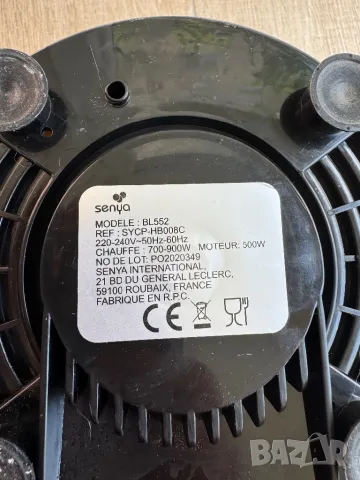 senya
MODELE : BL552
REF : SYCP-HB008C
220-240V~50Hz-60Hz
CHAUFFE : 700-900W MOTEUR: 500W
NO DE LOT: PO2020349
SENYA INTERNATIONAL,
21 BD DU GENERAL LECLERC,
59100 ROUBAIX, FRANCE
FABRIQUE EN R.P.C.
CE
BAZAR